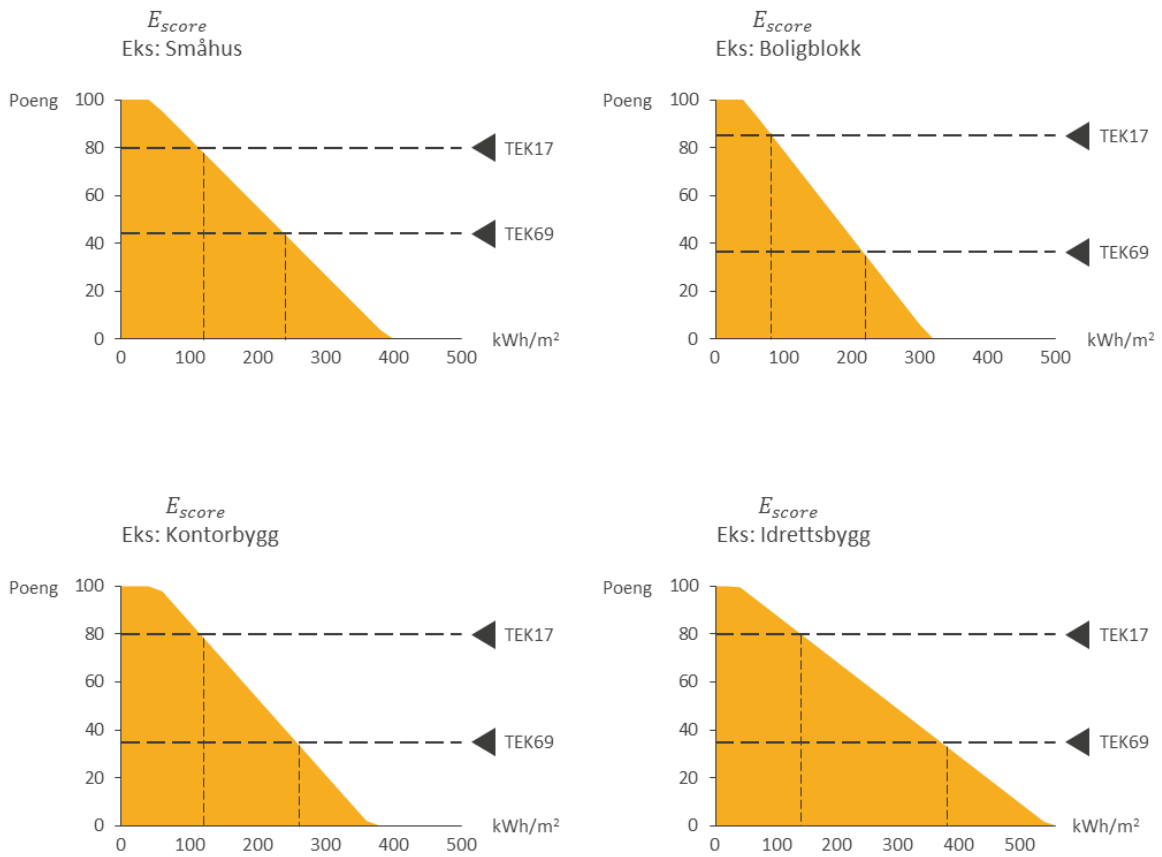 E_score
Eks: Småhus
Poeng
100
80
60
40
20
0
TEK17
TEK69
kWh/m²
0 100 200 300 400 500
E_score
Eks: Boligblokk
Poeng
100
80
60
40
20
0
TEK17
TEK69
kWh/m²
0 100 200 300 400 500
E_score
Eks: Kontorbygg
Poeng
100
80
60
40
20
0
TEK17
TEK69
kWh/m²
0 100 200 300 400 500
E_score
Eks: Idrettsbygg
Poeng
100
80
60
40
20
0
TEK17
TEK69
kWh/m²
0 100 200 300 400 500